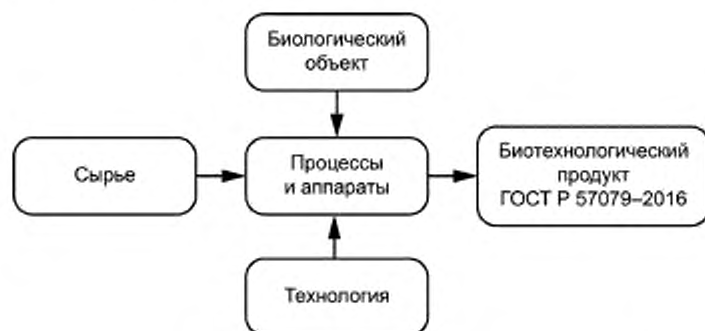 Биологический
объект
Сырье
Процессы
и аппараты
Биотехнологический
продукт
ГОСТ Р 57079–2016
Технология